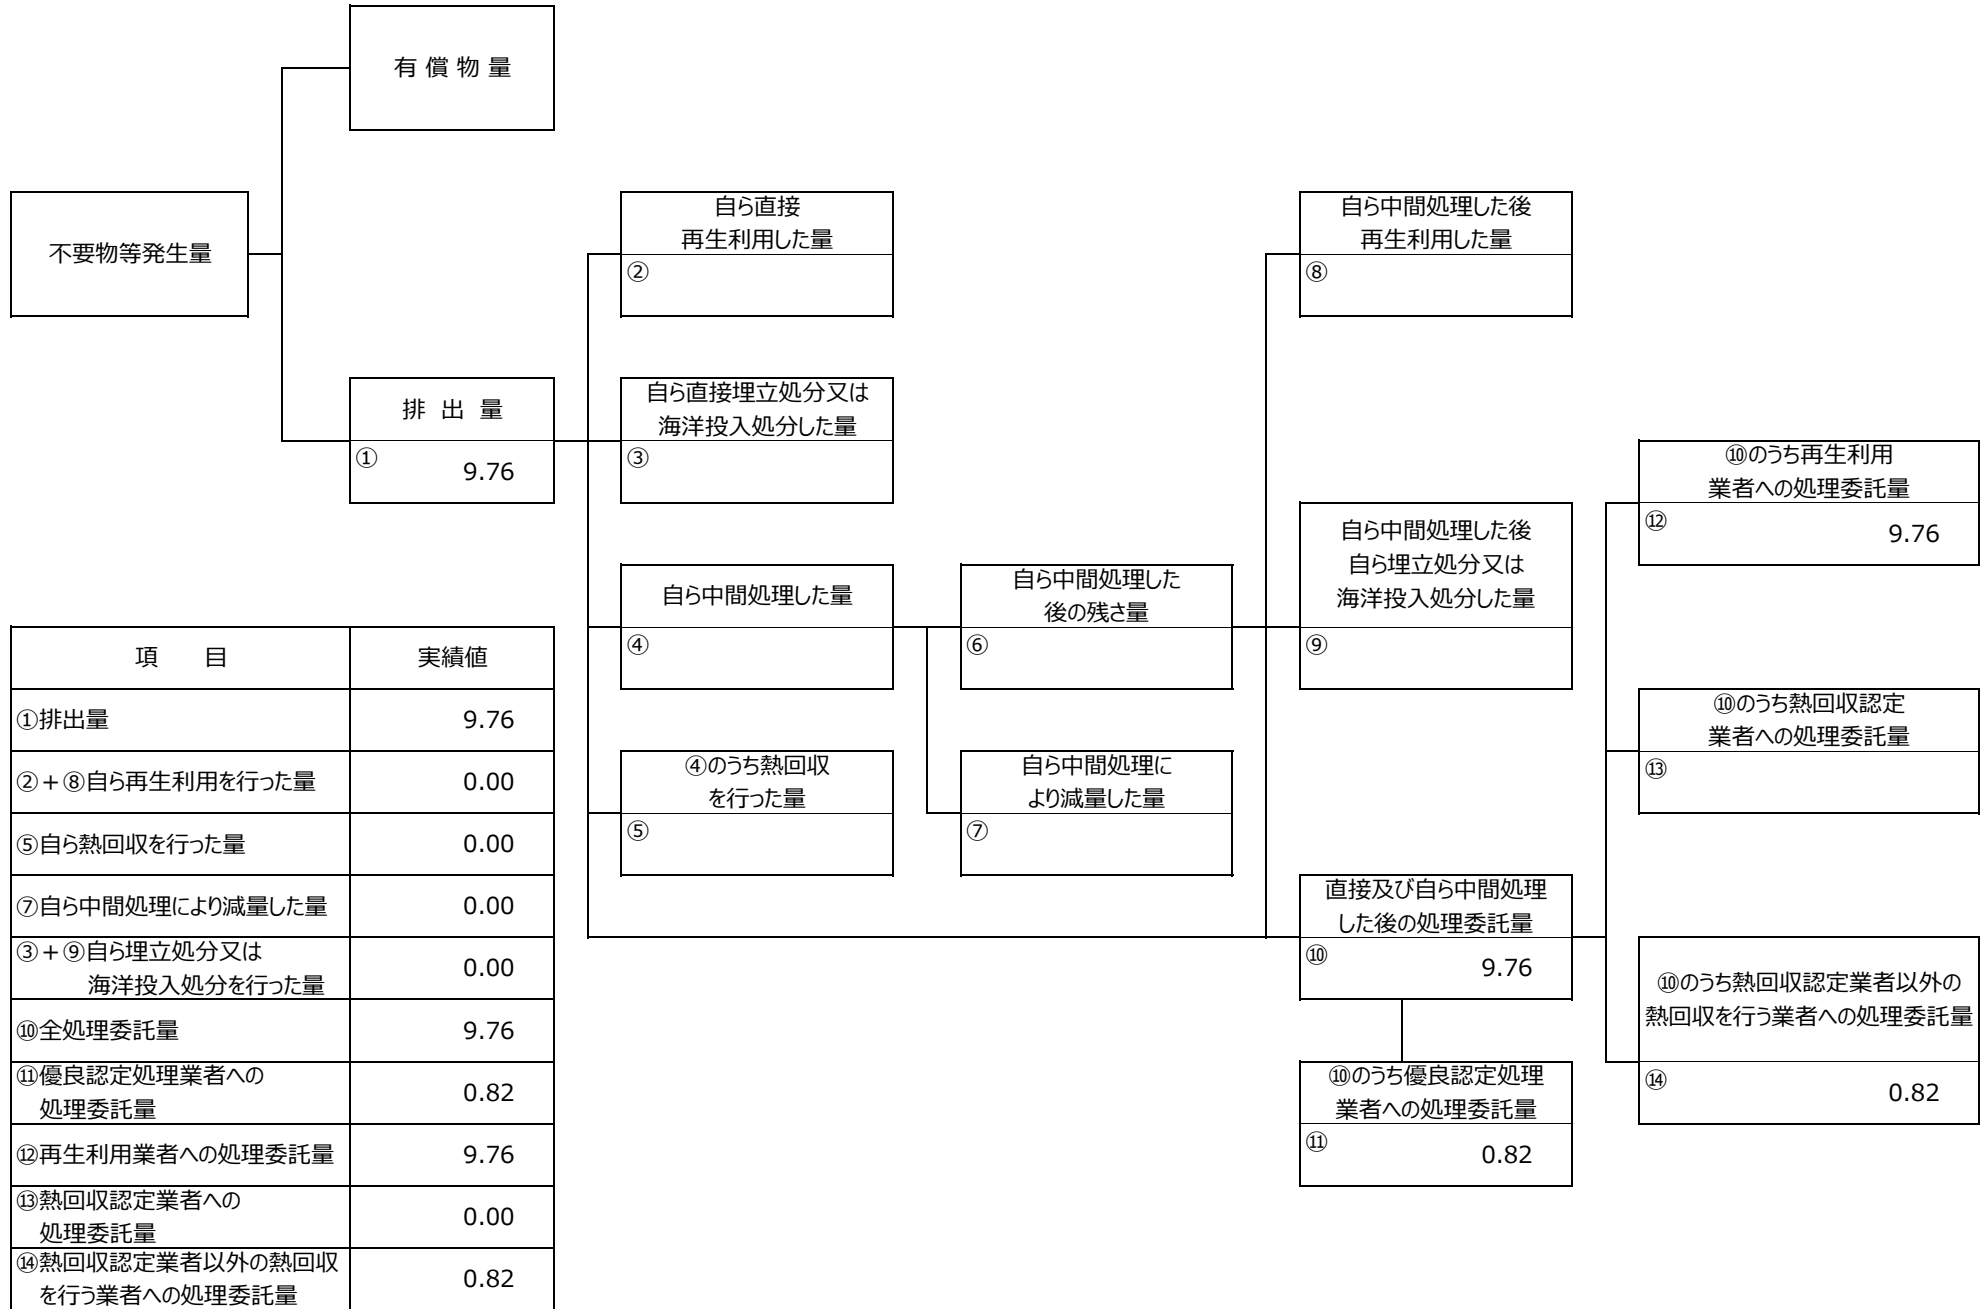 有 償 物 量
不要物等発生量
自ら直接
再生利用した量
②
自ら中間処理した後
再生利用した量
⑧
排 出 量
①
9.76
自ら直接埋立処分又は
海洋投入処分した量
③
⑩のうち再生利用
業者への処理委託量
⑫
9.76
自ら中間処理した量
④
自ら中間処理した
後の残さ量
⑥
自ら中間処理した後
自ら埋立処分又は
海洋投入処分した量
⑨
④のうち熱回収
を行った量
⑤
自ら中間処理に
より減量した量
⑦
⑩のうち熱回収認定
業者への処理委託量
⑬
直接及び自ら中間処理
した後の処理委託量
⑩
9.76
⑩のうち熱回収認定業者以外の
熱回収を行う業者への処理委託量
⑭
0.82
⑩のうち優良認定処理
業者への処理委託量
⑪
0.82
項　目 実績値
①排出量 9.76
②+⑧自ら再生利用を行った量 0.00
⑤自ら熱回収を行った量 0.00
⑦自ら中間処理により減量した量 0.00
③+⑨自ら埋立処分又は
海洋投入処分を行った量 0.00
⑩全処理委託量 9.76
⑪優良認定処理業者への
処理委託量 0.82
⑫再生利用業者への処理委託量 9.76
⑬熱回収認定業者への
処理委託量 0.00
⑭熱回収認定業者以外の熱回収
を行う業者への処理委託量 0.82